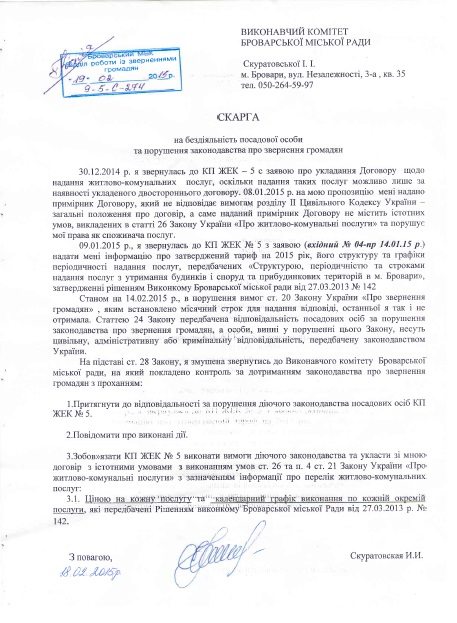 ВИКОНАВЧИЙ КОМІТЕТ
БРОВАРСЬКОЇ МІСЬКОЇ РАДИ
Скуратовської І. І.
м. Бровари, вул. Незалежності, 3-а , кв. 35
тел. 050-264-59-97
Копія
Броварський МВК
Відділ роботи із зверненнями
громадян
-19- 02 2015р.
9-5-С-274
СКАРГА
на бездіяльність посадової особи
та порушення законодавства про звернення громадян
30.12.2014 р. я звернулась до КП ЖЕК – 5 с заявою про укладання Договору щодо
надання житлово-комунальних послуг, оскільки надання таких послуг можливо лише за
наявності укладеного двостороннього договору. 08.01.2015 р. на мою пропозицію мені надано
примірник Договору, який не відповідає вимогам розділу ІІ Цивільного Кодексу України –
загальні положення про договір, а саме наданий примірник Договору не містить істотних
умов, викладених в статті 26 Закону України «Про житлово-комунальні послуги» та порушує
мої права як споживача послуг.
09.01.2015 р., я звернулась до КП ЖЕК № 5 з заявою (вхідний № 04-пр 14.01.15 р.)
надати мені інформацію про затверджений тариф на 2015 рік, його структуру та графіки
періодичності надання послуг, передбачених «Структурою, періодичністю та строками
надання послуг з утримання будинків і споруд та прибудинкових територій в м. Бровари»,
затвердженні рішенням Виконкому Броварської міської ради від 27.03.2013 № 142
Станом на 14.02.2015 р., в порушення вимог ст. 20 Закону України «Про звернення
громадян» , яким встановлено місячний строк для надання відповіді, останньої я так і не
отримала. Статтею 24 Закону передбачена відповідальність посадових осіб за порушення
законодавства про звернення громадян, а особи, винні у порушенні цього Закону, несуть
цивільну, адміністративну або кримінальну відповідальність, передбачену законодавством
України.
На підставі ст. 28 Закону, я змушена звернутись до Виконавчого комітету Броварської
міської ради, на який покладено контроль за дотриманням законодавства про звернення
громадян з проханням:
1.Притягнути до відповідальності за порушення діючого законодавства посадових осіб КП
ЖЕК № 5.
2.Повідомити про виконані дії.
3.Зобов»язати КП ЖЕК № 5 виконати вимоги діючого законодавства та укласти зі мною
договір з істотними умовами з виконанням умов ст. 26 та п. 4 ст. 21 Закону України «Про
житлово-комунальні послуги» з зазначенням інформації про перелік житлово-комунальних
послуг:
3.1. Ціною на кожну послугу та календарний графік виконання по кожній окремій
послуги, які передбачені Рішенням виконкому Броварської міської Ради від 27.03.2013 р. №
142.
З повагою,
Скуратовская И.И.
18.02.2015р